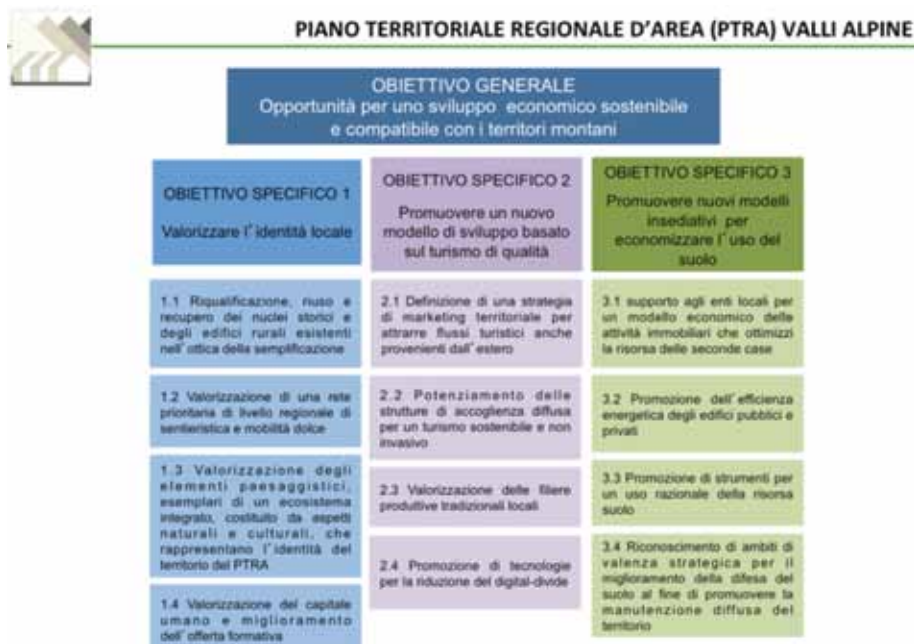 PIANO TERRITORIALE REGIONALE D'AREA (PTRA) VALLI ALPINE
OBIETTIVO GENERALE
Opportunità per uno sviluppo economico sostenibile
e compatibile con i territori montani
OBIETTIVO SPECIFICO 1
Valorizzare l'identità locale
1.1 Riqualificazione, riuso e
recupero dei nuclei storici e
degli edifici rurali esistenti
nell'ottica della semplificazione
1.2 Valorizzazione di una rete
prioritaria di livello regionale di
sentieristica e mobilità dolce
1.3 Valorizzazione degli
elementi paesaggistici,
esemplari di un ecosistema
integrato, costituito da aspetti
naturali e culturali, che
rappresentano l'identità del
territorio del PTRA
1.4 Valorizzazione del capitale
umano e miglioramento
dell'offerta formativa
OBIETTIVO SPECIFICO 2
Promuovere un nuovo
modello di sviluppo basato
sul turismo di qualità
2.1 Definizione di una strategia
di marketing territoriale per
attrarre flussi turistici anche
provenienti dall'estero
2.2 Potenziamento delle
strutture di accoglienza diffusa
per un turismo sostenibile e non
invasivo
2.3 Valorizzazione delle filiere
produttive tradizionali locali
2.4 Promozione di tecnologie
per la riduzione del digital-divide
OBIETTIVO SPECIFICO 3
Promuovere nuovi modelli
insediativi per
economizzare l'uso del
suolo
3.1 supporto agli enti locali per
un modello economico delle
attività immobiliari che ottimizzi
la risorsa delle seconde case
3.2 Promozione dell'efficienza
energetica degli edifici pubblici e
privati
3.3 Promozione di strumenti per
un uso razionale della risorsa
suolo
3.4 Riconoscimento di ambiti di
valenza strategica per il
miglioramento della difesa del
suolo al fine di promuovere la
manutenzione diffusa del
territorio